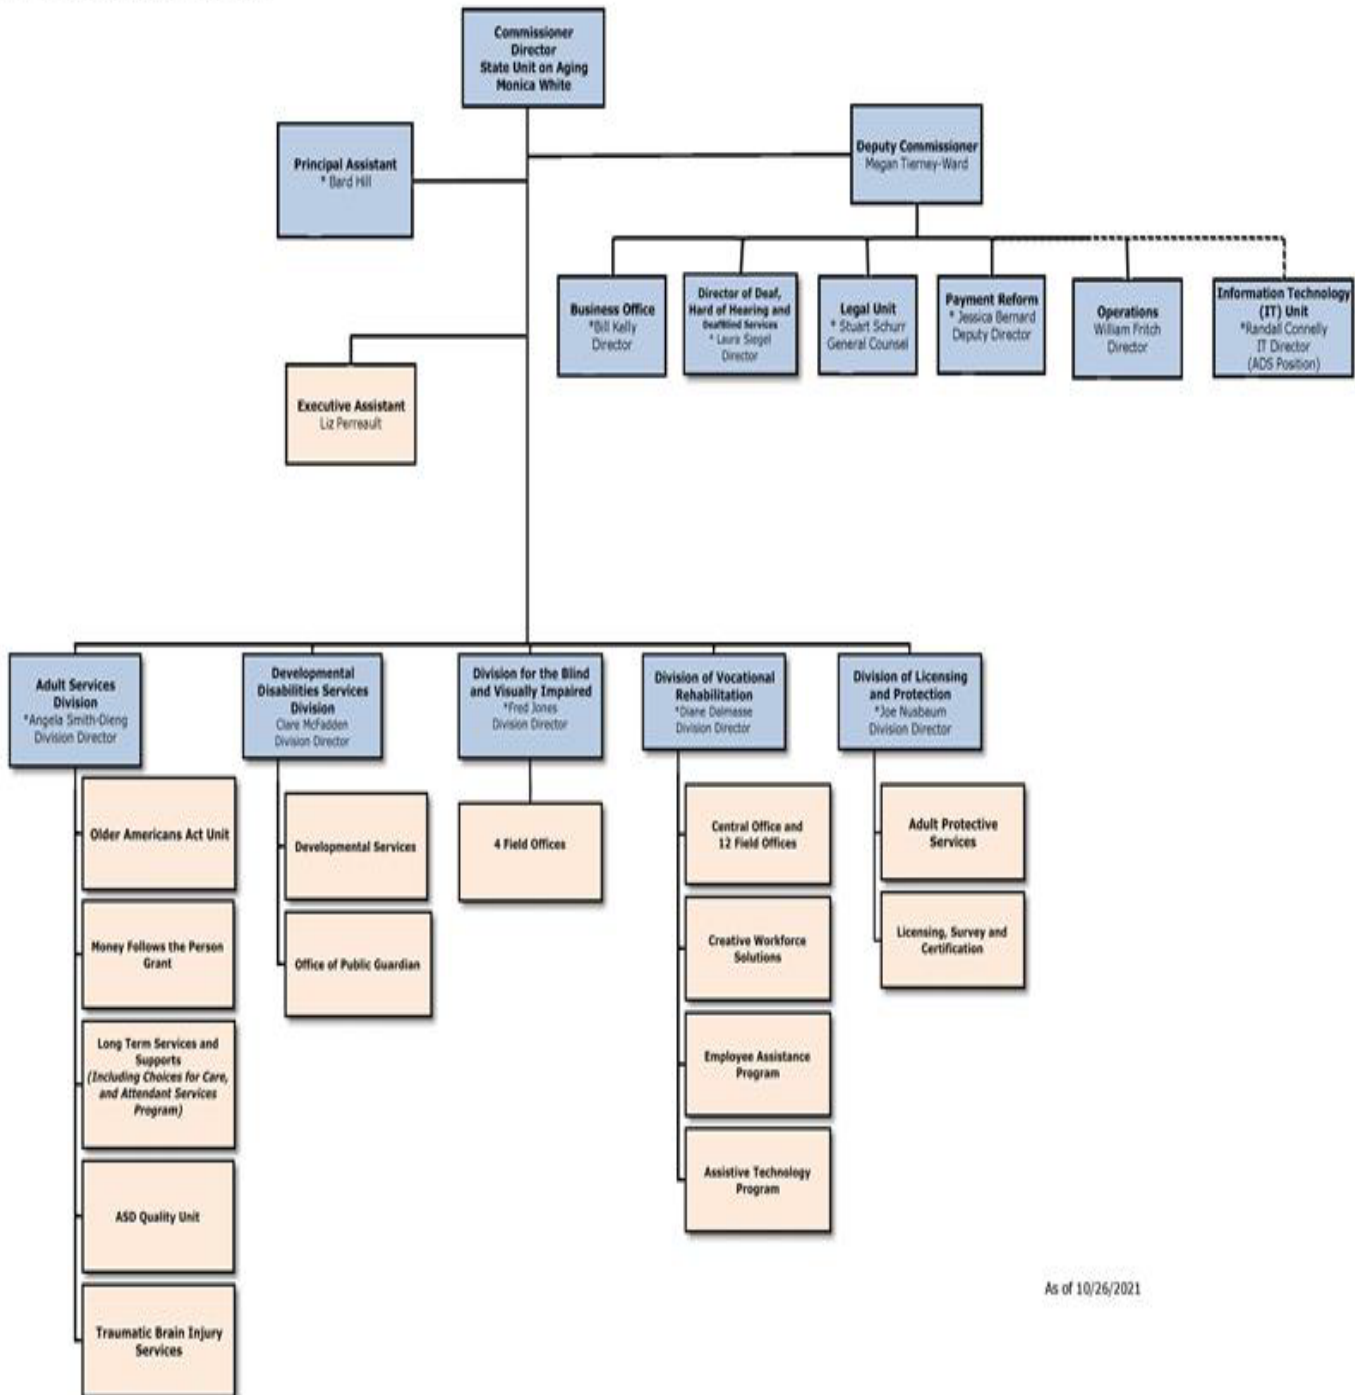 Commissioner
Director
State Unit on Aging
Monica White
Principal Assistant
* Bard Hill
Deputy Commissioner
Megan Tierney-Ward
Business Office
*Bill Kelly
Director
Director of Deaf,
Hard of Hearing and
DeafBlind Services
* Laura Siegel
Director
Legal Unit
* Stuart Schurr
General Counsel
Payment Reform
* Jessica Bernard
Deputy Director
Operations
William Fritch
Director
Information Technology
(IT) Unit
*Randall Connelly
IT Director
(ADS Position)
Executive Assistant
Liz Perreault
Adult Services
Division
*Angela Smith-Dieng
Division Director
Developmental
Disabilities Services
Division
Clare McFadden
Division Director
Division for the Blind
and Visually Impaired
*Fred Jones
Division Director
Division of Vocational
Rehabilitation
*Diane Dalmasse
Division Director
Division of Licensing
and Protection
*Joe Nusbaum
Division Director
Older Americans Act Unit
Money Follows the Person
Grant
Long Term Services and
Supports
(Including Choices for Care,
and Attendant Services
Program)
ASD Quality Unit
Traumatic Brain Injury
Services
Developmental Services
Office of Public Guardian
4 Field Offices
Central Office and
12 Field Offices
Creative Workforce
Solutions
Employee Assistance
Program
Assistive Technology
Program
Adult Protective
Services
Licensing, Survey and
Certification
As of 10/26/2021